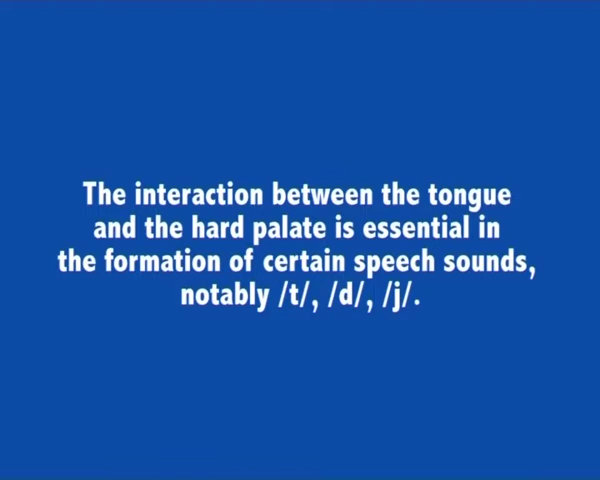 The interaction between the tongue
and the hard palate is essential in
the formation of certain speech sounds,
notably /t/, /d/, /j/.